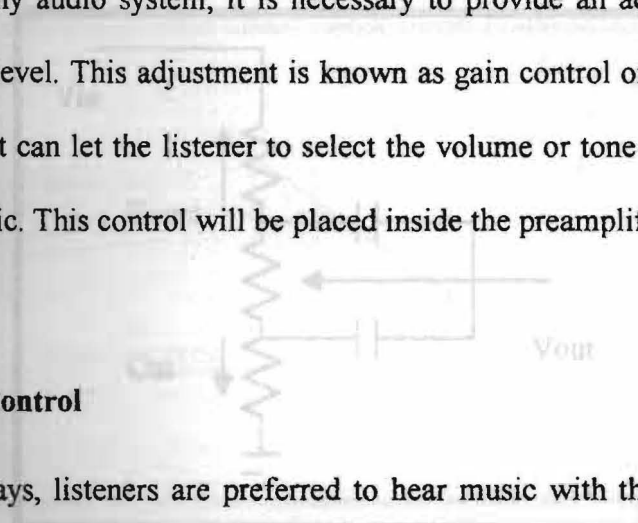 ny audio system, it is necessary to provide an a
evel. This adjustment is known as gain control o
t can let the listener to select the volume or tone
ic. This control will be placed inside the preamplif
Vout
ontrol
ays, listeners are preferred to hear music with th